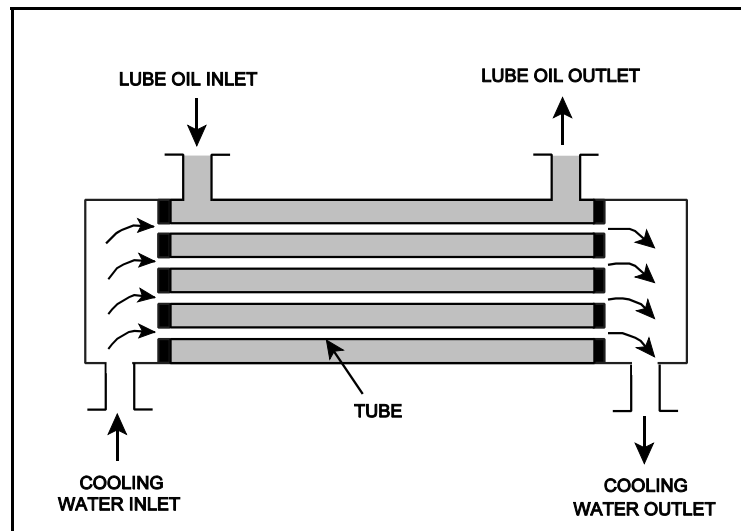 LUBE OIL INLET
LUBE OIL OUTLET
TUBE
COOLING
WATER INLET
COOLING
WATER OUTLET